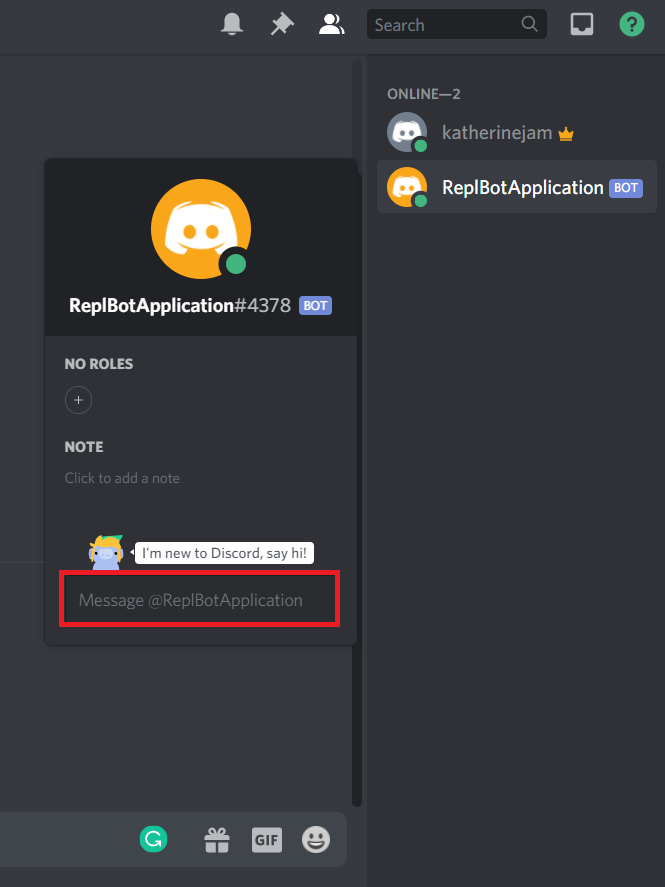 Search
?
ONLINE—2
katherinejam
ReplBotApplication BOT
ReplBotApplication#4378 BOT
NO ROLES
+
NOTE
Click to add a note
I'm new to Discord, say hi!
Message @ReplBotApplication
GIF